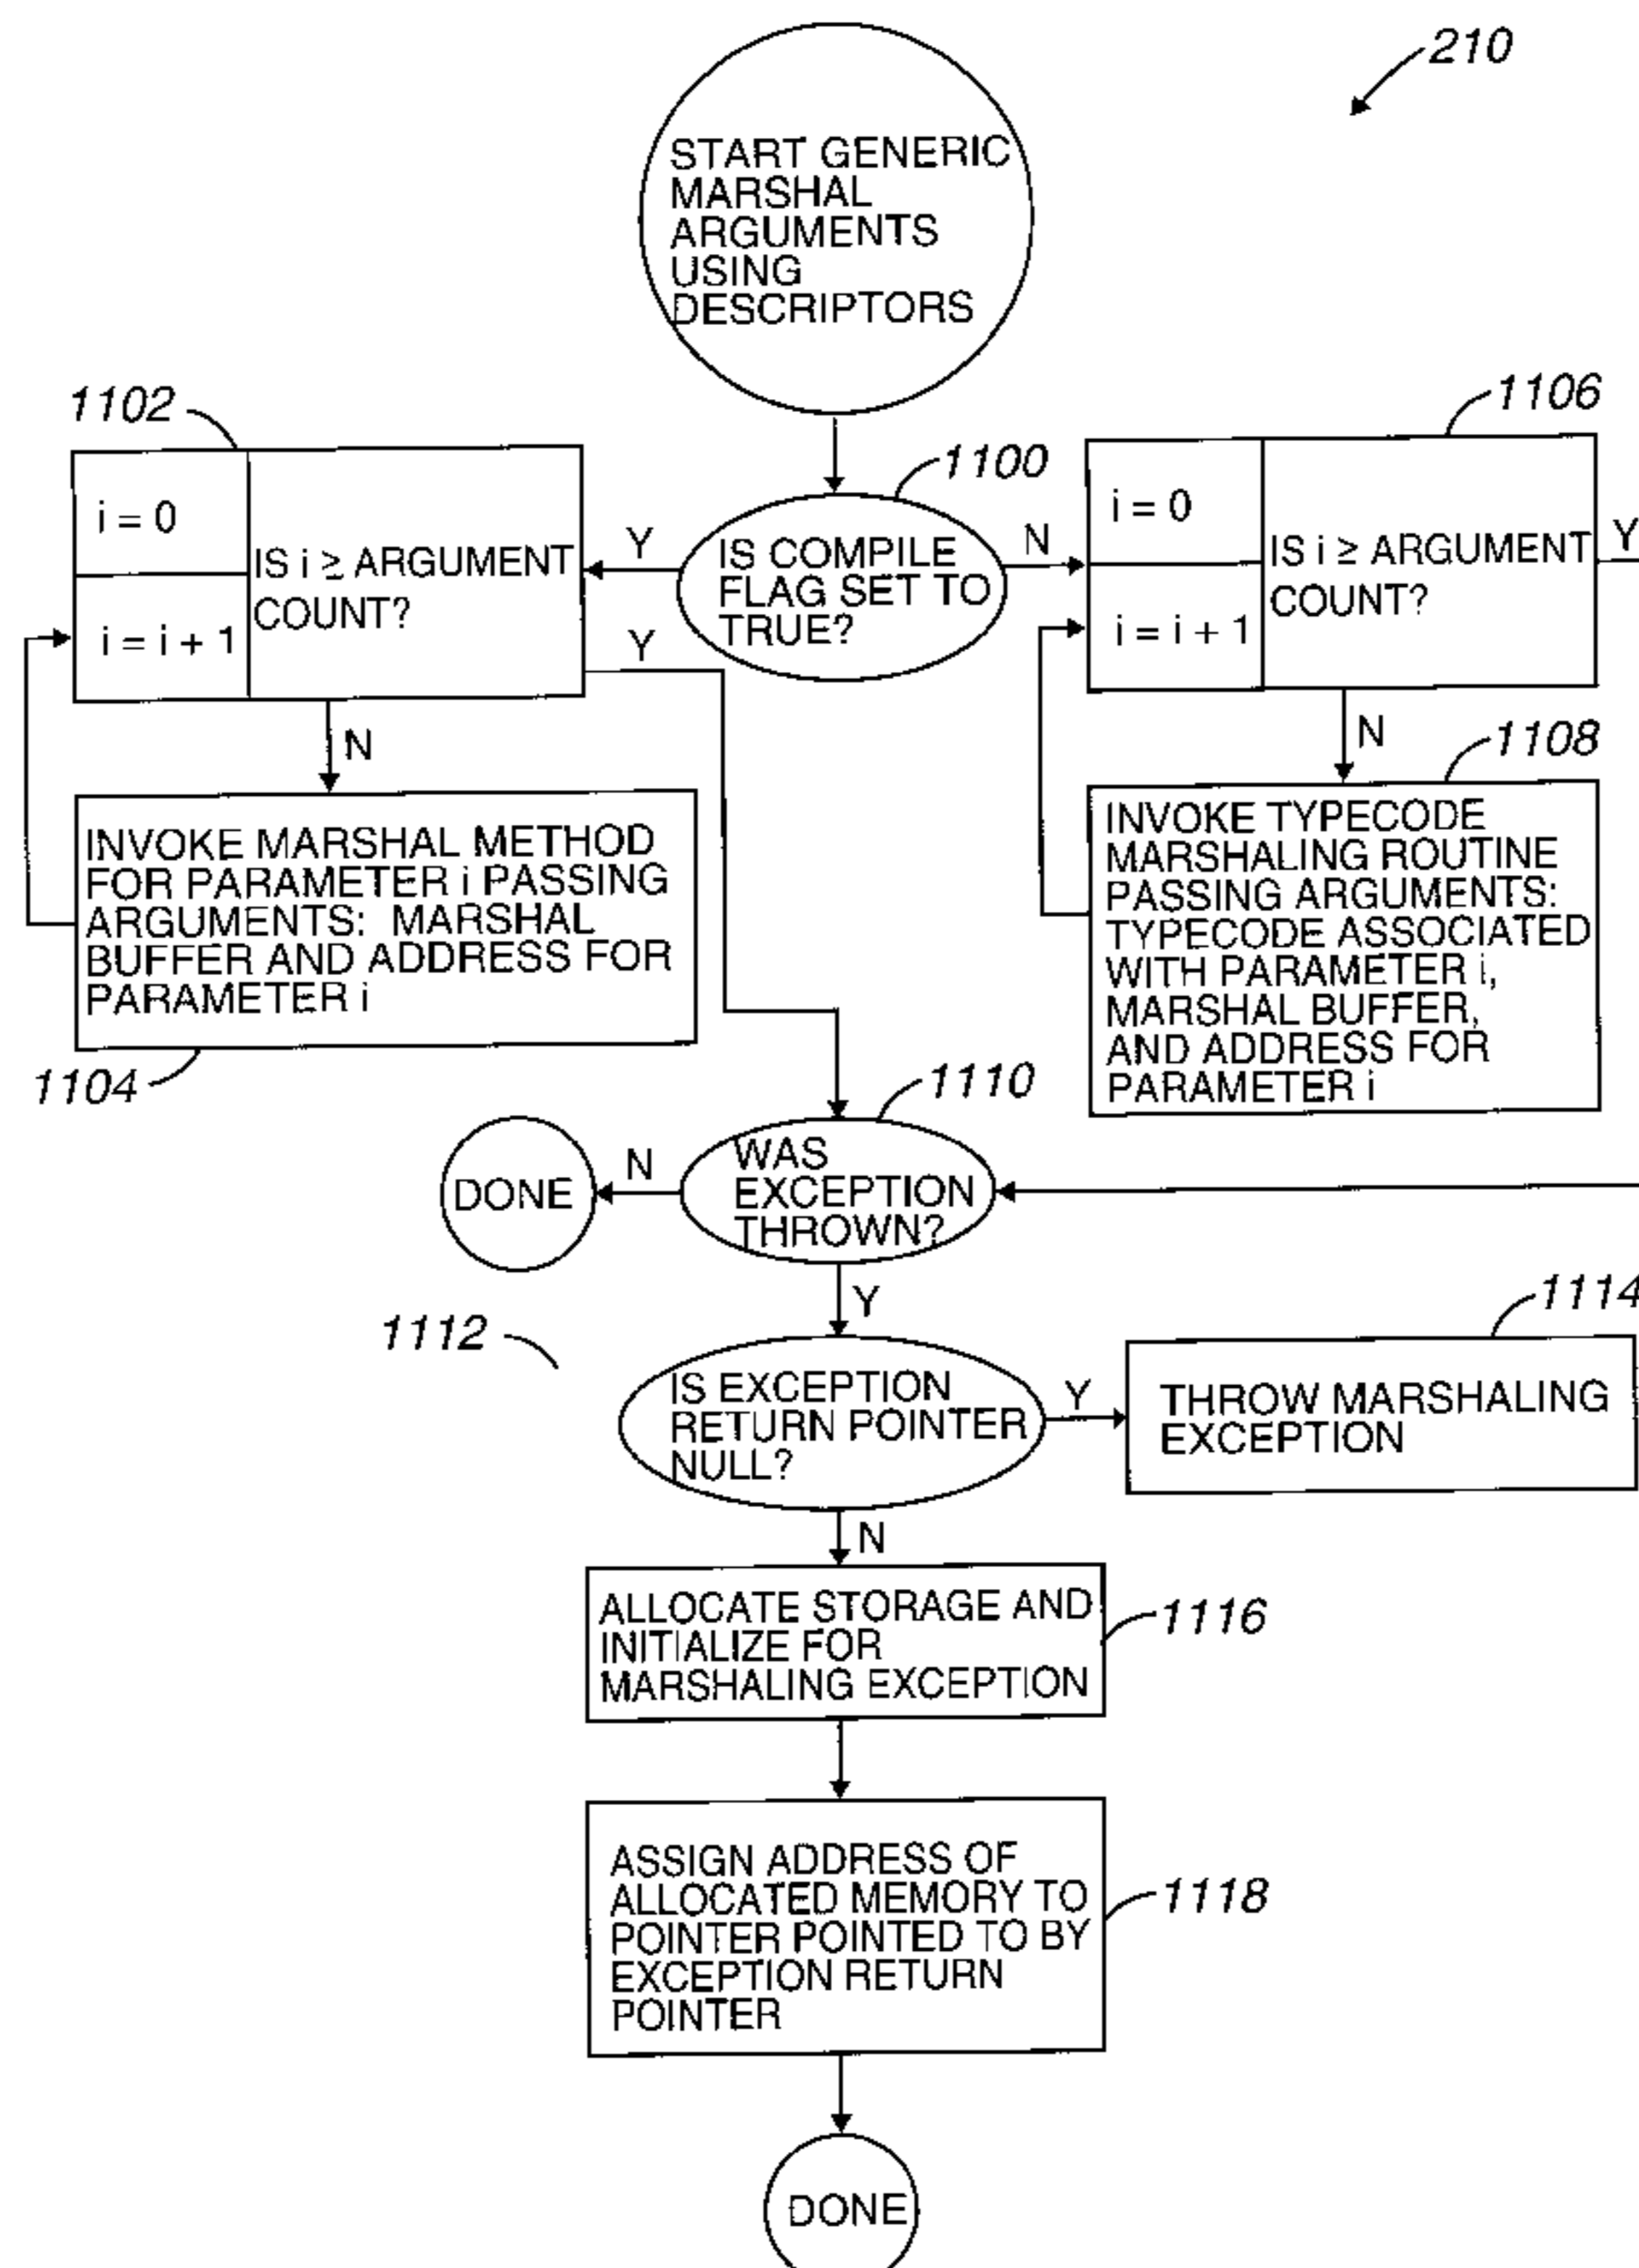 210
START GENERIC
MARSHAL
ARGUMENTS
USING
DESCRIPTORS
1102
1106
1100
i = 0
IS i ≥ ARGUMENT
COUNT?
i = i + 1
Y
IS COMPILE
FLAG SET TO
TRUE?
N
i = 0
IS i ≥ ARGUMENT
COUNT?
i = i + 1
Y
Y
N
N
1108
INVOKE MARSHAL METHOD
FOR PARAMETER i PASSING
ARGUMENTS: MARSHAL
BUFFER AND ADDRESS FOR
PARAMETER i
1104
INVOKE TYPECODE
MARSHALING ROUTINE
PASSING ARGUMENTS:
TYPECODE ASSOCIATED
WITH PARAMETER i,
MARSHAL BUFFER,
AND ADDRESS FOR
PARAMETER i
1110
DONE
N
WAS
EXCEPTION
THROWN?
Y
1112
1114
IS EXCEPTION
RETURN POINTER
NULL?
Y
THROW MARSHALING
EXCEPTION
N
ALLOCATE STORAGE AND
INITIALIZE FOR
MARSHALING EXCEPTION
1116
ASSIGN ADDRESS OF
ALLOCATED MEMORY TO
POINTER POINTED TO BY
EXCEPTION RETURN
POINTER
1118
DONE